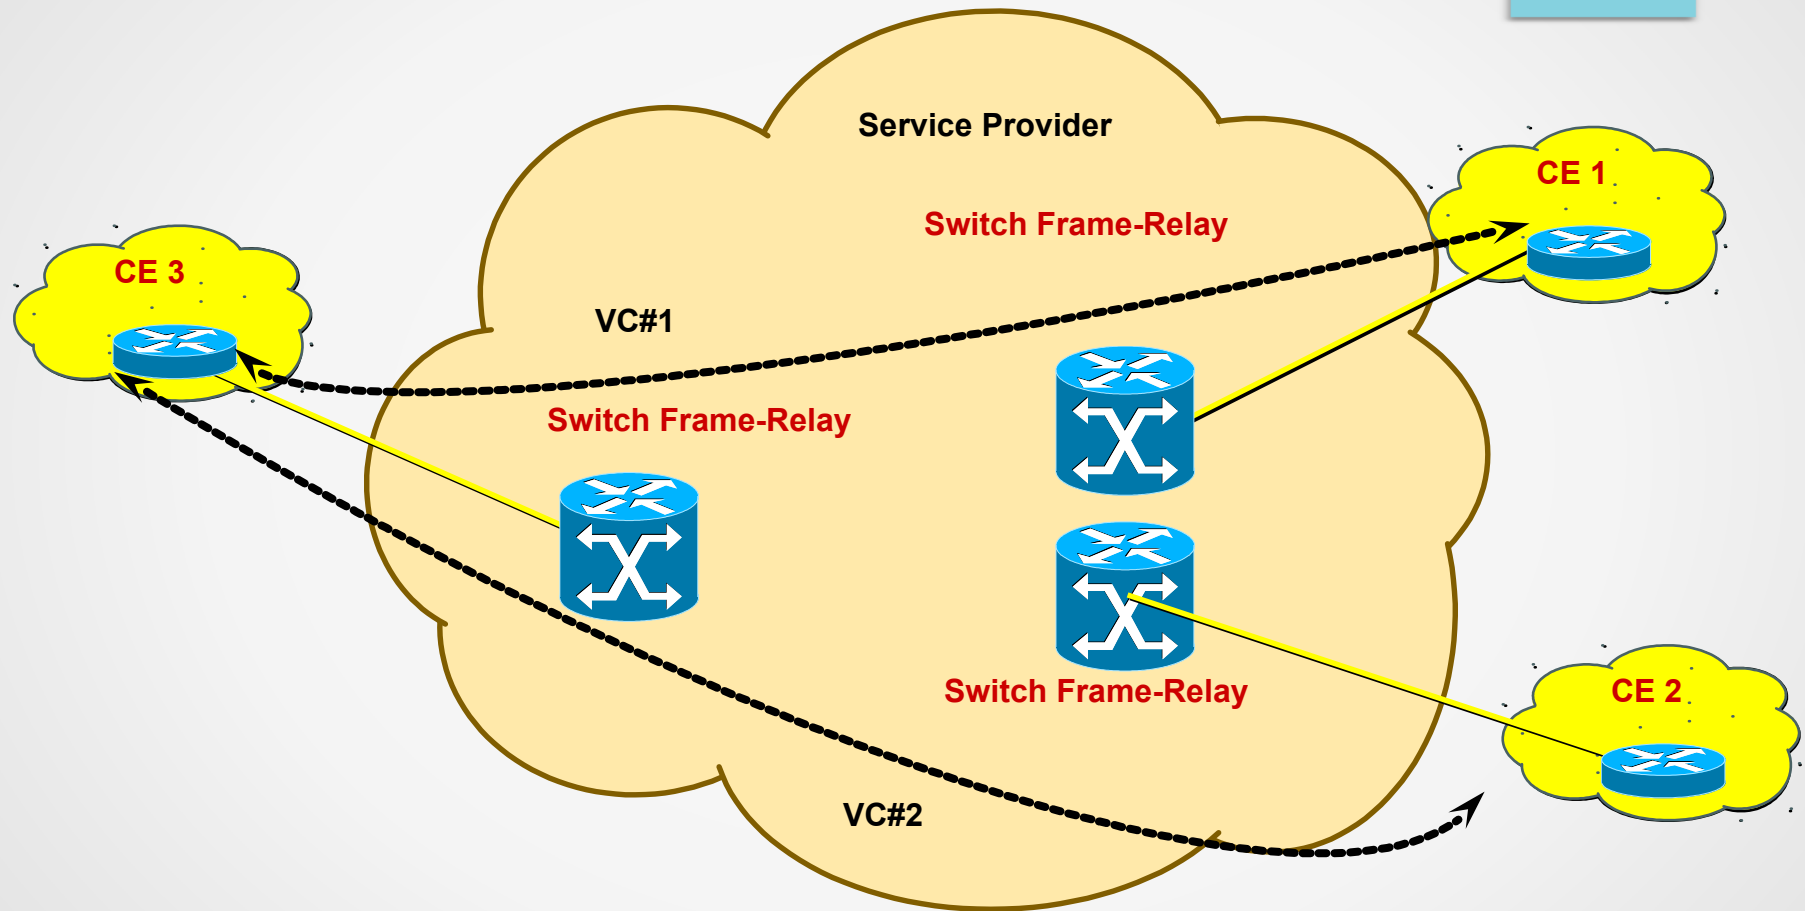 Service Provider
CE 1
Switch Frame-Relay
CE 3
VC#1
Switch Frame-Relay
Switch Frame-Relay
CE 2
VC#2